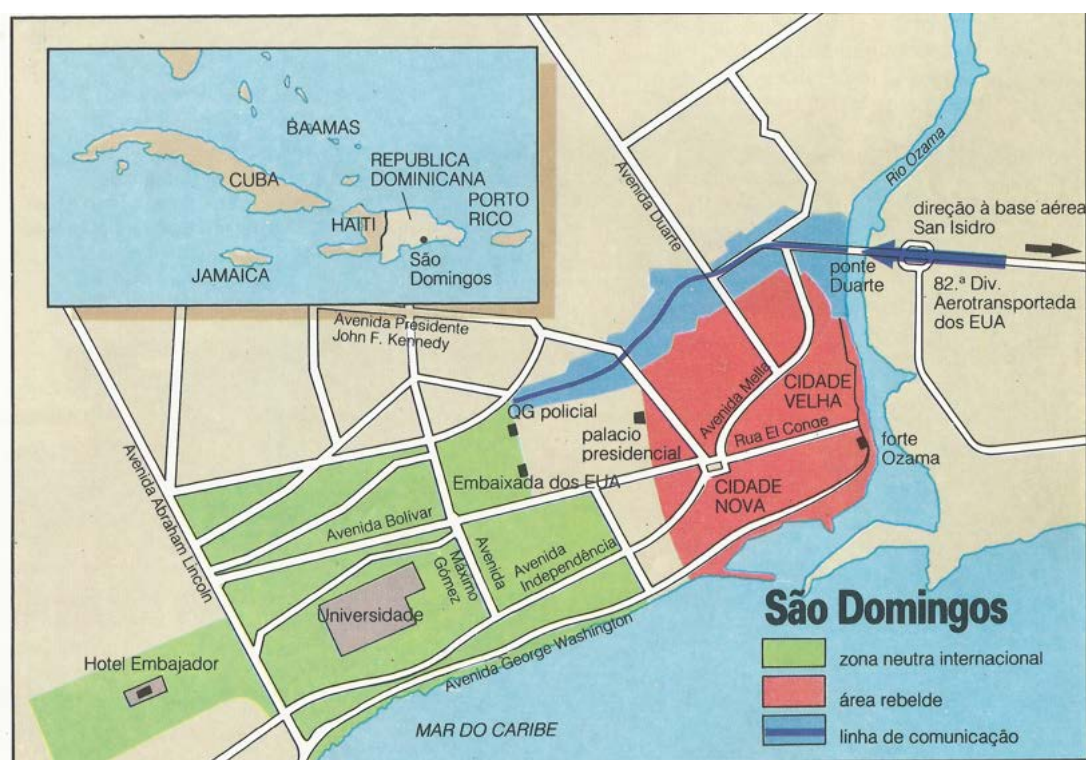 BAAMAS
CUBA
REPUBLICA
DOMINICANA
PORTO
RICO
HAITI
JAMAICA
São
Domingos
Rio Ozama
Avenida Duarte
direção à base aérea
San Isidro
ponte
Duarte
82.ª Div.
Aerotransportada
dos EUA
Avenida Presidente
John F. Kennedy
QG policial
palacio
presidencial
Avenida Mella
CIDADE
VELHA
Rua El Conge
forte
Ozama
Embaixada dos EUA
CIDADE
NOVA
Avenida Abraham Lincoln
Avenida Bolivar
Avenida
Máximo
Gómez
Avenida
Independência
Universidade
Hotel Embajador
Avenida George Washington
MAR DO CARIBE
São Domingos
zona neutra internacional
área rebelde
linha de comunicação